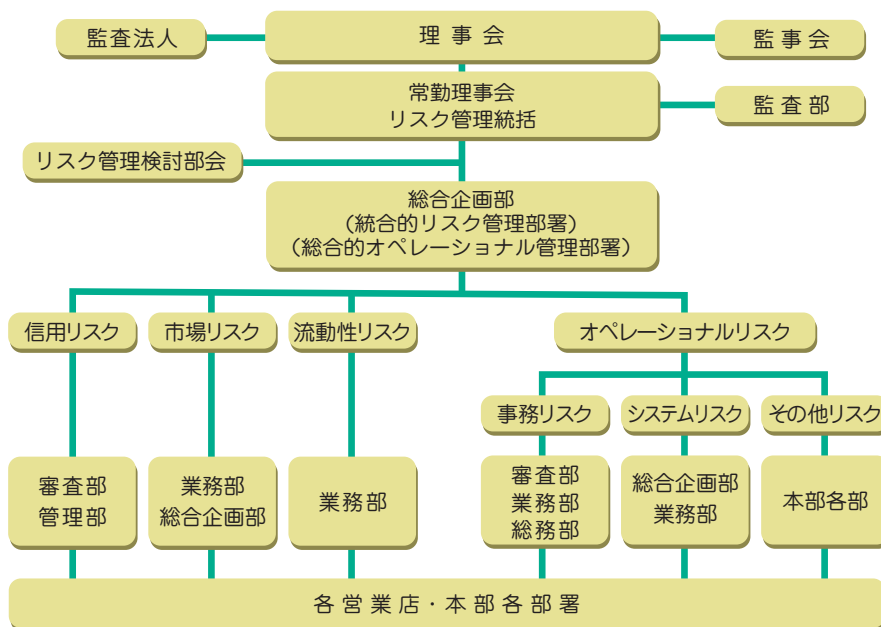 監査法人
理事会
監事会
常勤理事会
リスク管理統括
監査部
リスク管理検討部会
総合企画部
（統合的リスク管理部署）
（総合的オペレーショナル管理部署）
信用リスク
市場リスク
流動性リスク
オペレーショナルリスク
事務リスク
システムリスク
その他リスク
審査部
管理部
業務部
総合企画部
業務部
審査部
業務部
総務部
総合企画部
業務部
本部各部
各営業店・本部各部署